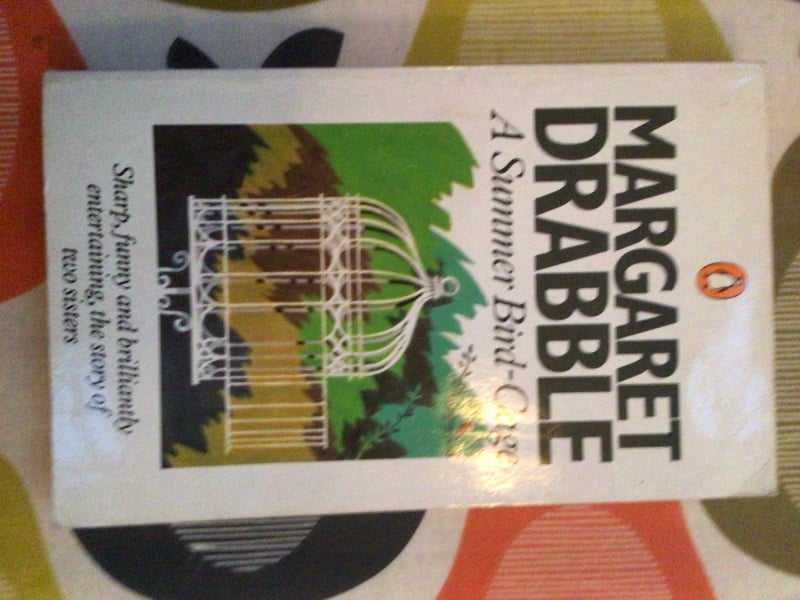 MARGARET
DRABBLE
A Summer Bird-Cage
Sharp, funny and brilliantly
entertaining, the story of
two sisters